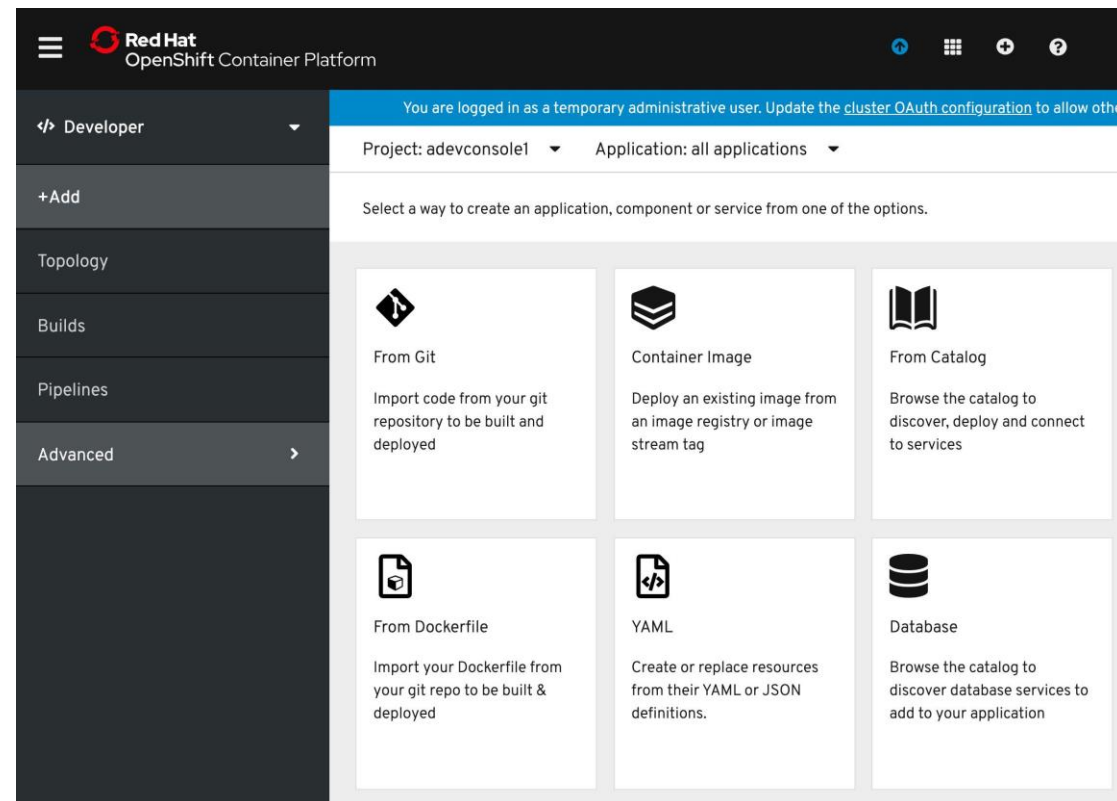 Red Hat
OpenShift Container Platform
Developer
You are logged in as a temporary administrative user. Update the cluster OAuth configuration to allow othe
Project: adevconsole1
Application: all applications
+Add
Select a way to create an application, component or service from one of the options.
Topology
Builds
Pipelines
Advanced
From Git
Import code from your git
repository to be built and
deployed
Container Image
Deploy an existing image from
an image registry or image
stream tag
From Catalog
Browse the catalog to
discover, deploy and connect
to services
From Dockerfile
Import your Dockerfile from
your git repo to be built &
deployed
YAML
Create or replace resources
from their YAML or JSON
definitions.
Database
Browse the catalog to
discover database services to
add to your application